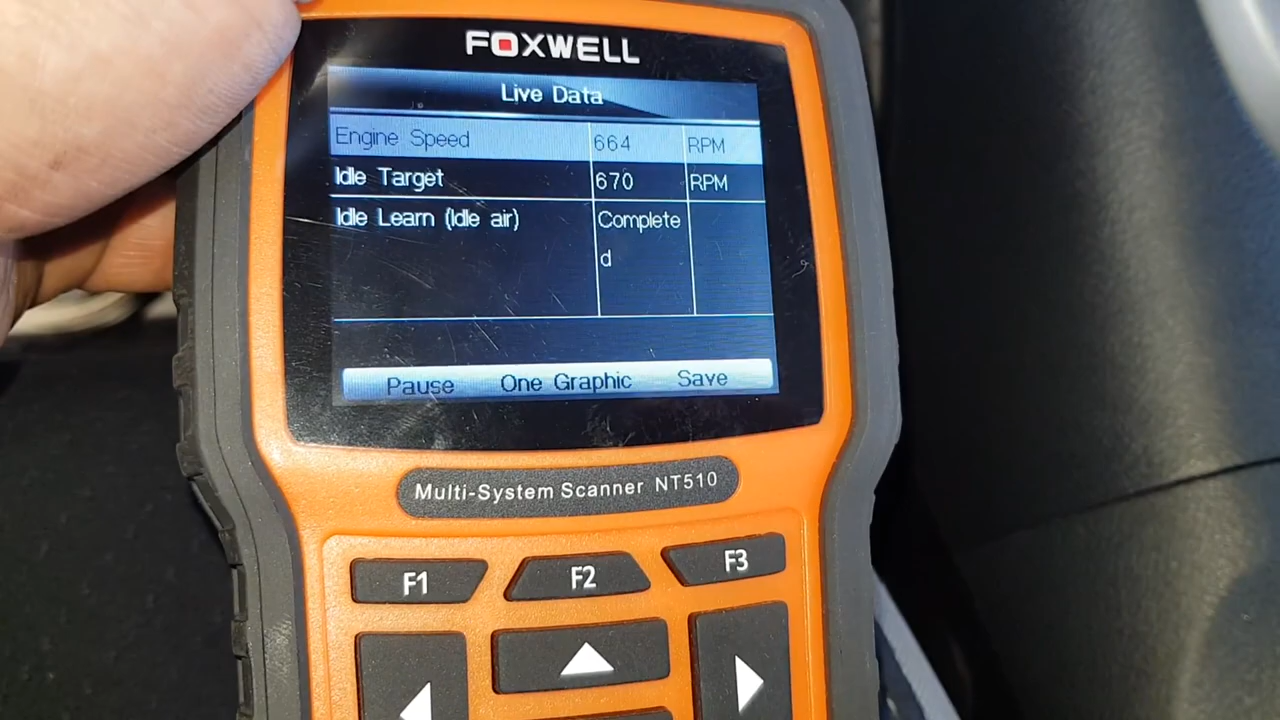 FOXWELL
Live Data
Engine Speed 664 RPM
Idle Target 670 RPM
Idle Learn (Idle air) Complete
d
Pause One Graphic Save
Multi-System Scanner NT510
F1 F2 F3